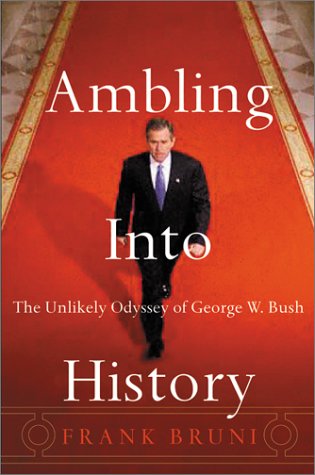 Ambling
Into
The Unlikely Odyssey of George W. Bush
History
FRANK BRUNI